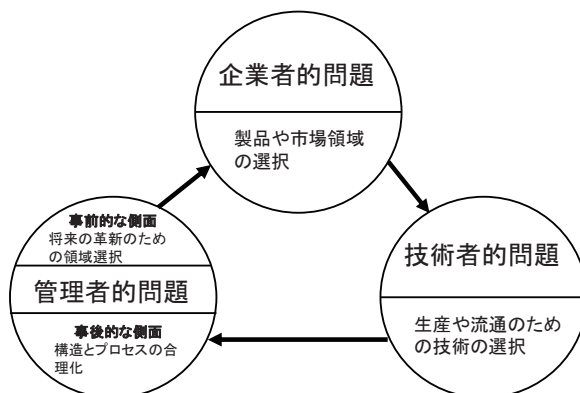 企業者的問題
製品や市場領域
の選択
事前的な側面
将来の革新のため
の領域選択
管理者的問題
事後的な側面
構造とプロセスの合
理化
技術者的問題
生産や流通のため
の技術の選択